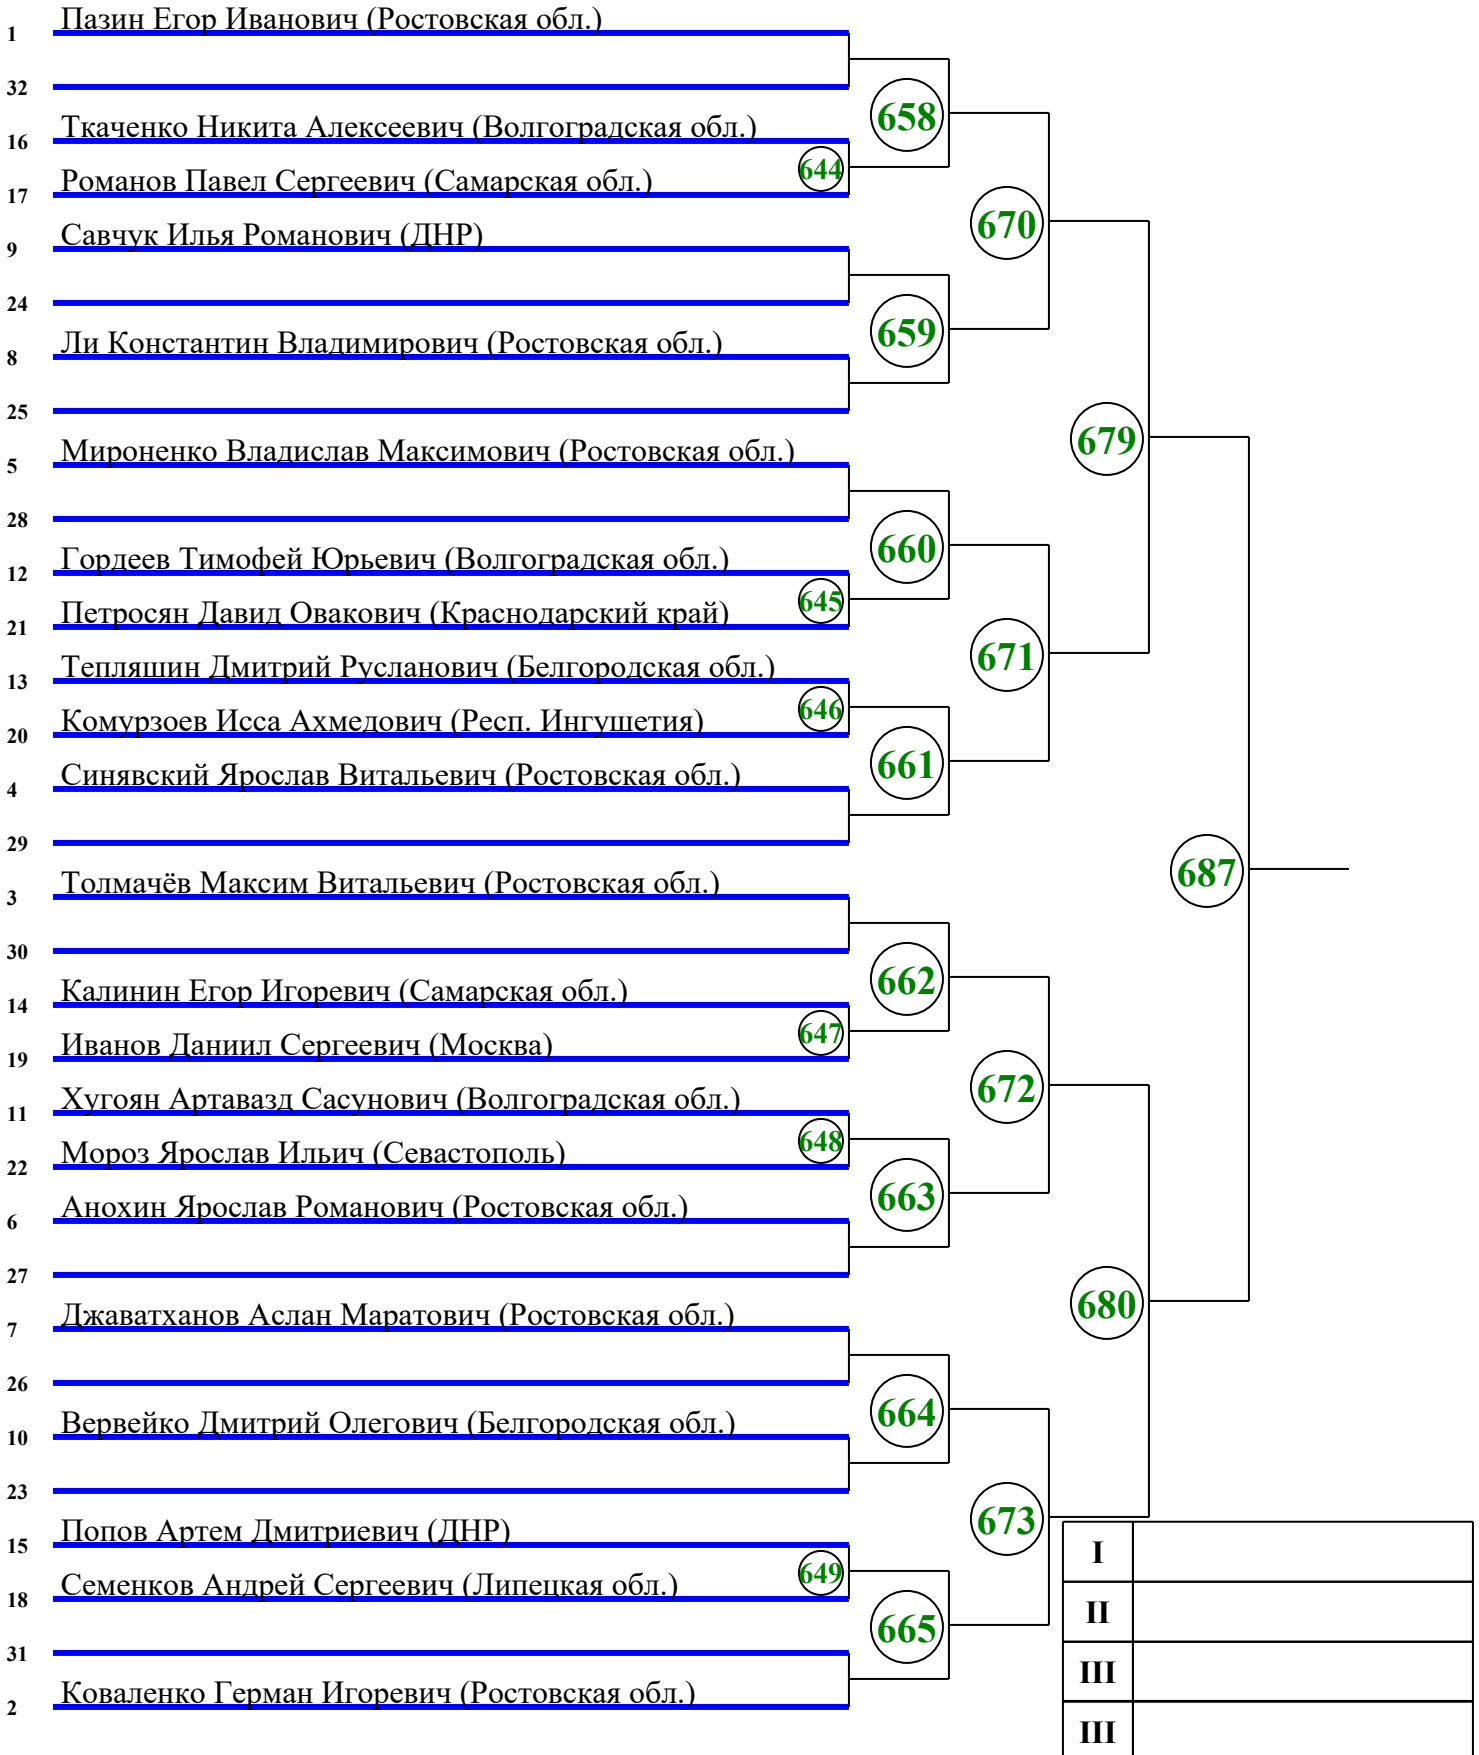 Пазин Егор Иванович (Ростовская обл.)
1
32
658
Ткаченко Никита Алексеевич (Волгоградская обл.)
16
644
Романов Павел Сергеевич (Самарская обл.)
17
670
Савчук Илья Романович (ДНР)
9
24
659
Ли Константин Владимирович (Ростовская обл.)
8
25
679
Мироненко Владислав Максимович (Ростовская обл.)
5
28
660
Гордеев Тимофей Юрьевич (Волгоградская обл.)
12
645
Петросян Давид Овакович (Краснодарский край)
21
671
Тепляшин Дмитрий Русланович (Белгородская обл.)
13
646
Комурзоев Исса Ахмедович (Респ. Ингушетия)
20
661
Синявский Ярослав Витальевич (Ростовская обл.)
4
29
687
Толмачёв Максим Витальевич (Ростовская обл.)
3
30
662
Калинин Егор Игоревич (Самарская обл.)
14
647
Иванов Даниил Сергеевич (Москва)
19
672
Хугоян Артавазд Сасунович (Волгоградская обл.)
11
648
Мороз Ярослав Ильич (Севастополь)
22
663
Анохин Ярослав Романович (Ростовская обл.)
6
27
680
Джаватханов Аслан Маратович (Ростовская обл.)
7
26
664
Вервейко Дмитрий Олегович (Белгородская обл.)
10
23
673
Попов Артем Дмитриевич (ДНР)
15
I
649
Семенков Андрей Сергеевич (Липецкая обл.)
18
II
665
31
III
Коваленко Герман Игоревич (Ростовская обл.)
2
III